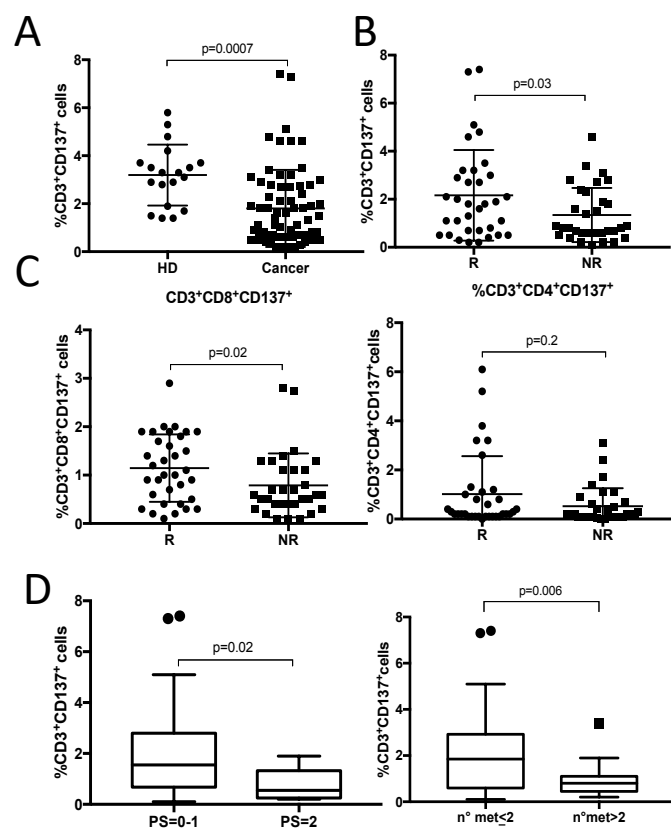 A
p=0.0007
8
6
4
2
0
%CD3⁺CD137⁺ cells
HD
Cancer
B
p=0.03
8
6
4
2
0
%CD3⁺CD137⁺ cells
R
NR
C
CD3⁺CD8⁺CD137⁺
p=0.02
4
3
2
1
0
%CD3⁺CD8⁺CD137⁺ cells
R
NR
%CD3⁺CD4⁺CD137⁺
p=0.2
8
6
4
2
0
%CD3⁺CD4⁺CD137⁺cells
R
NR
D
p=0.02
8
6
4
2
0
%CD3⁺CD137⁺ cells
PS=0-1
PS=2
p=0.006
8
6
4
2
0
%CD3⁺CD137⁺cells
n° met≤2
n°met>2